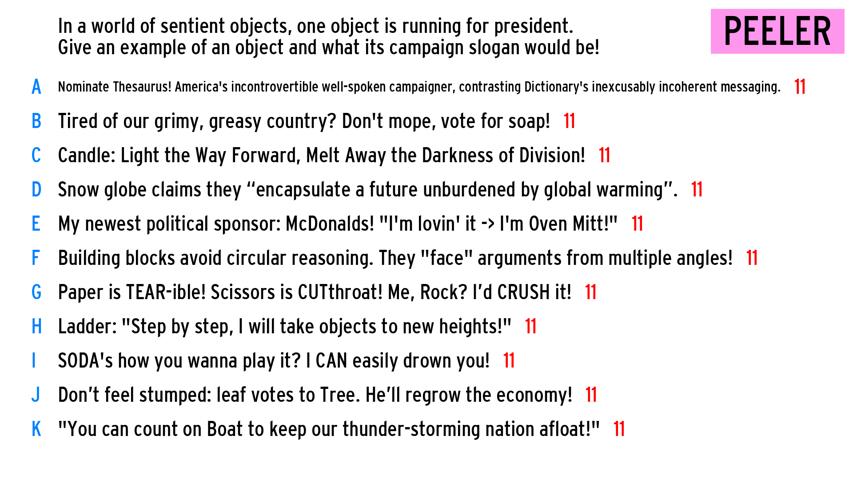 In a world of sentient objects, one object is running for president.
Give an example of an object and what its campaign slogan would be!
PEELER
A Nominate Thesaurus! America's incontrovertible well-spoken campaigner, contrasting Dictionary's inexcusably incoherent messaging. 11
B Tired of our grimy, greasy country? Don't mope, vote for soap! 11
C Candle: Light the Way Forward, Melt Away the Darkness of Division! 11
D Snow globe claims they “encapsulate a future unburdened by global warming”. 11
E My newest political sponsor: McDonalds! "I'm lovin' it -> I'm Oven Mitt!" 11
F Building blocks avoid circular reasoning. They "face" arguments from multiple angles! 11
G Paper is TEAR-ible! Scissors is CUTthroat! Me, Rock? I’d CRUSH it! 11
H Ladder: "Step by step, I will take objects to new heights!" 11
I SODA's how you wanna play it? I CAN easily drown you! 11
J Don’t feel stumped: leaf votes to Tree. He’ll regrow the economy! 11
K "You can count on Boat to keep our thunder-storming nation afloat!" 11